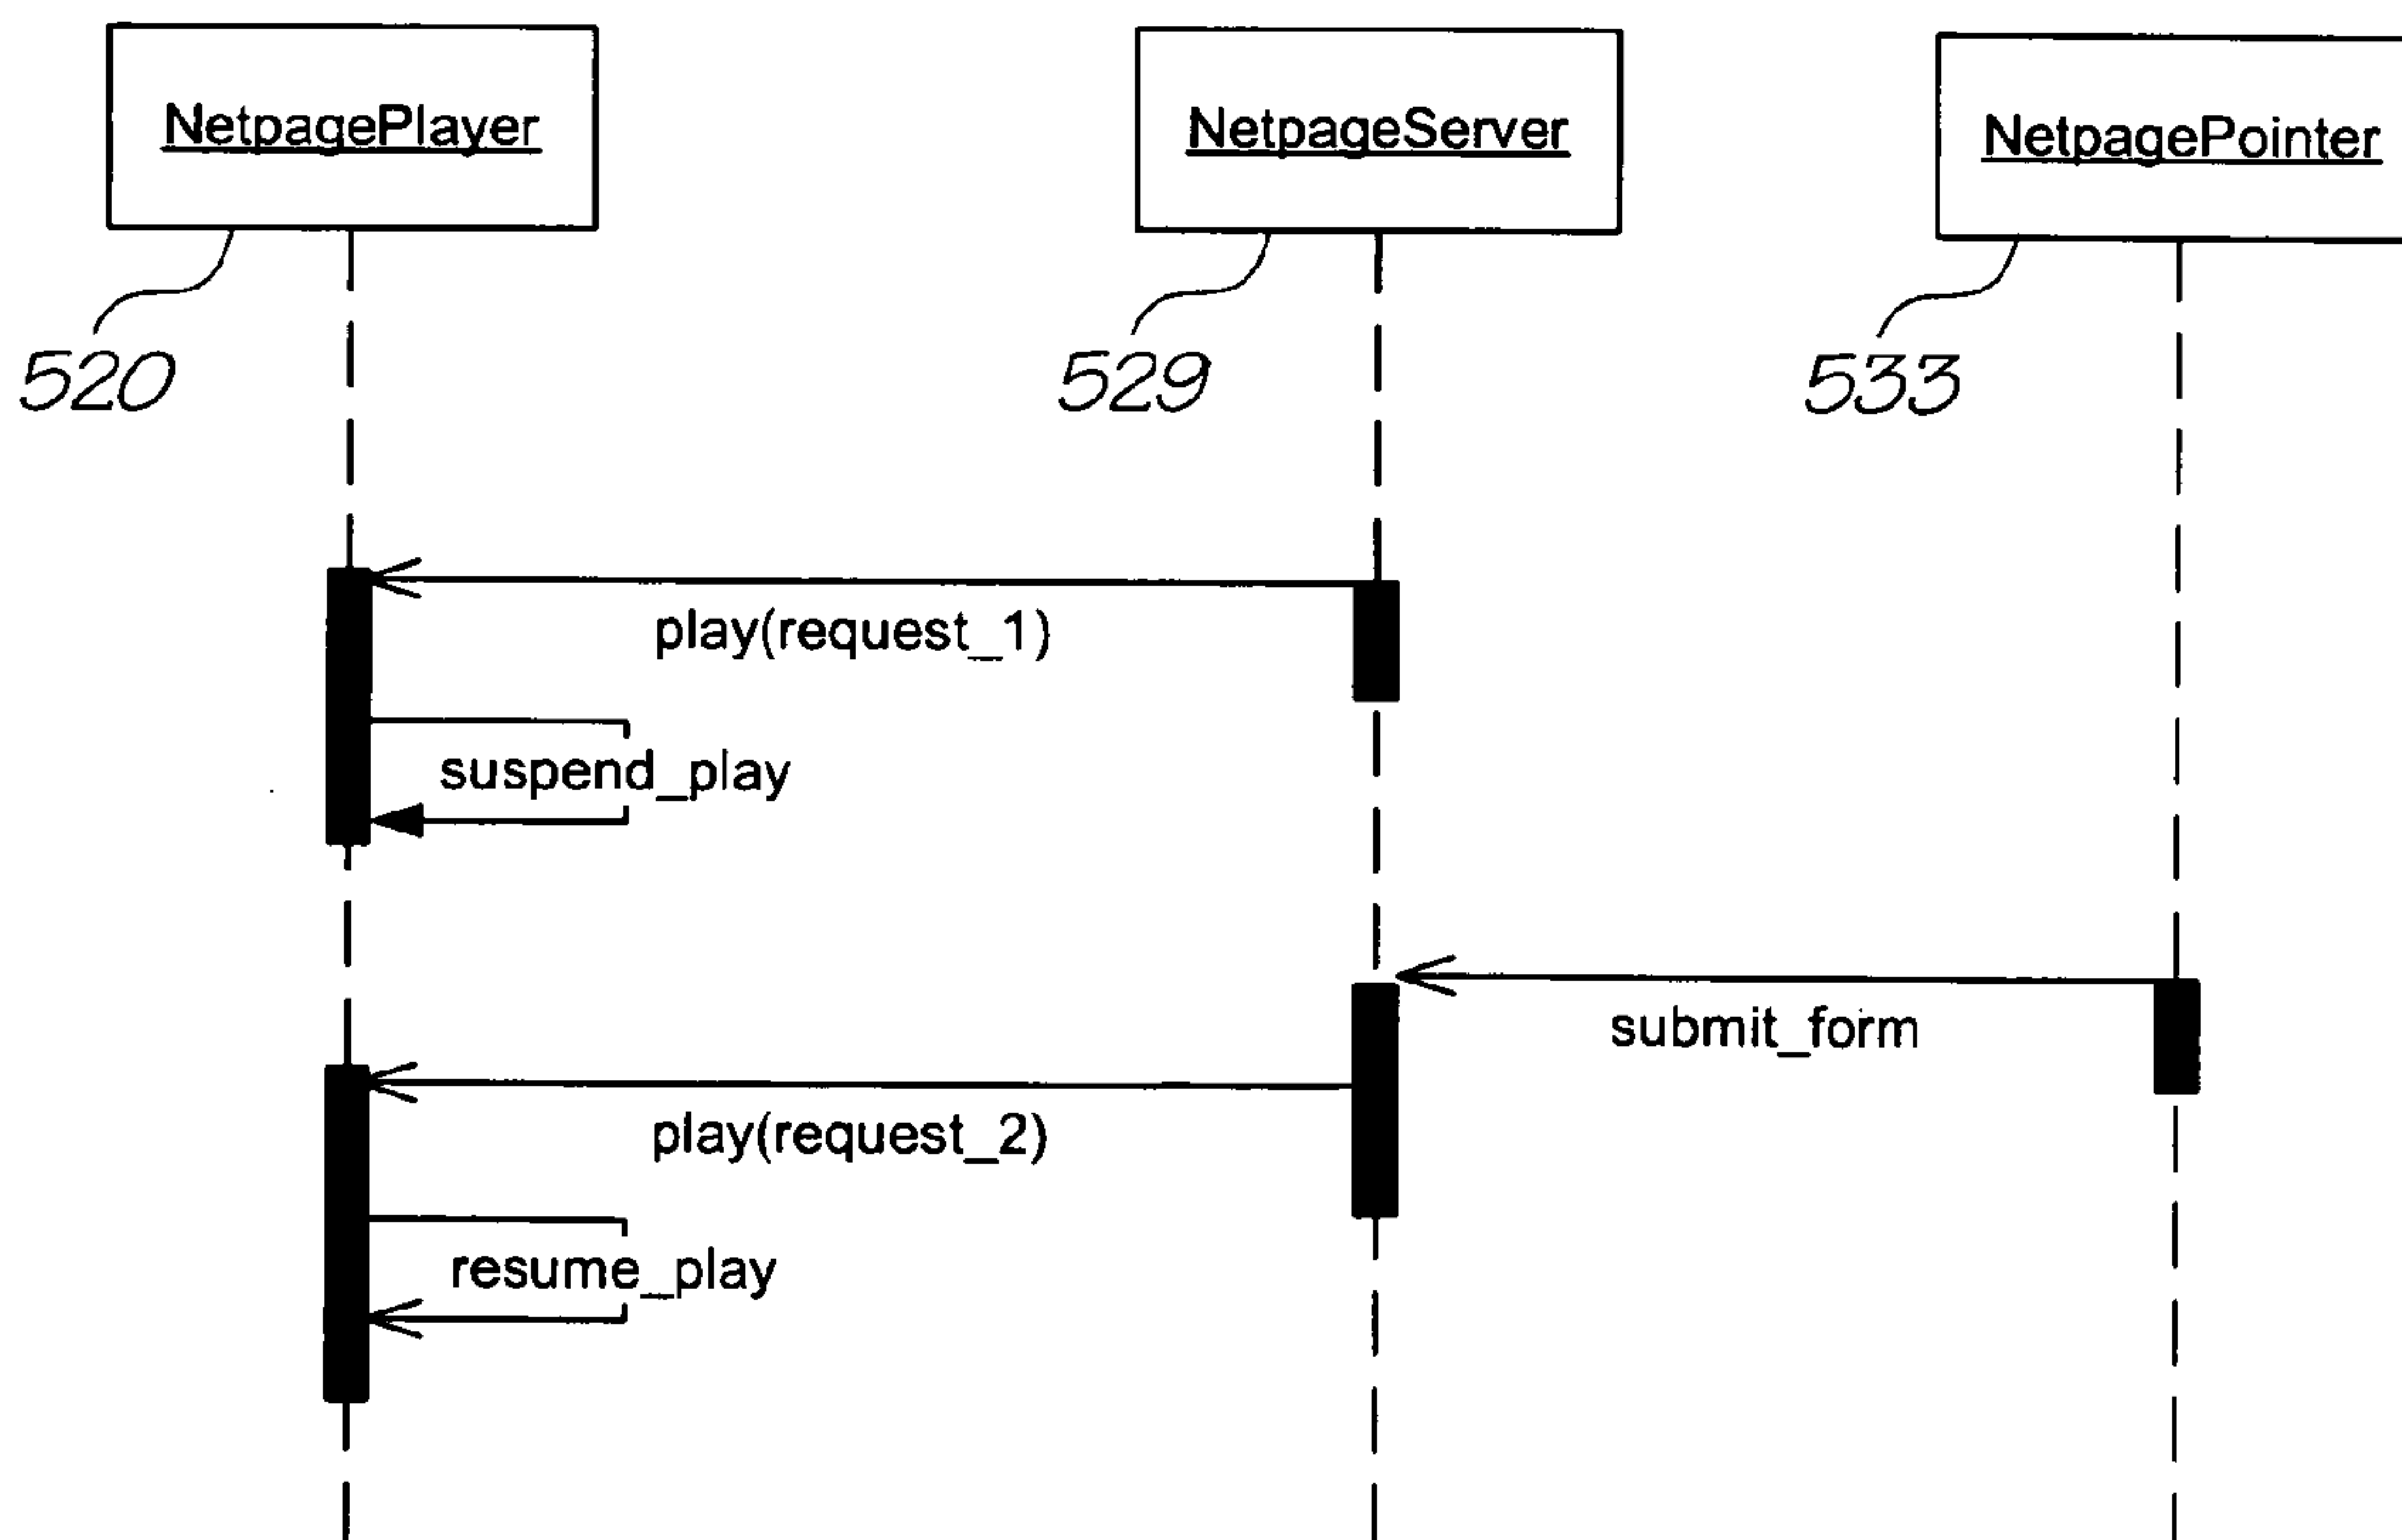 NetpagePlayer
NetpageServer
NetpagePointer
520
529
533
play(request_1)
suspend_play
submit_form
play(request_2)
resume_play